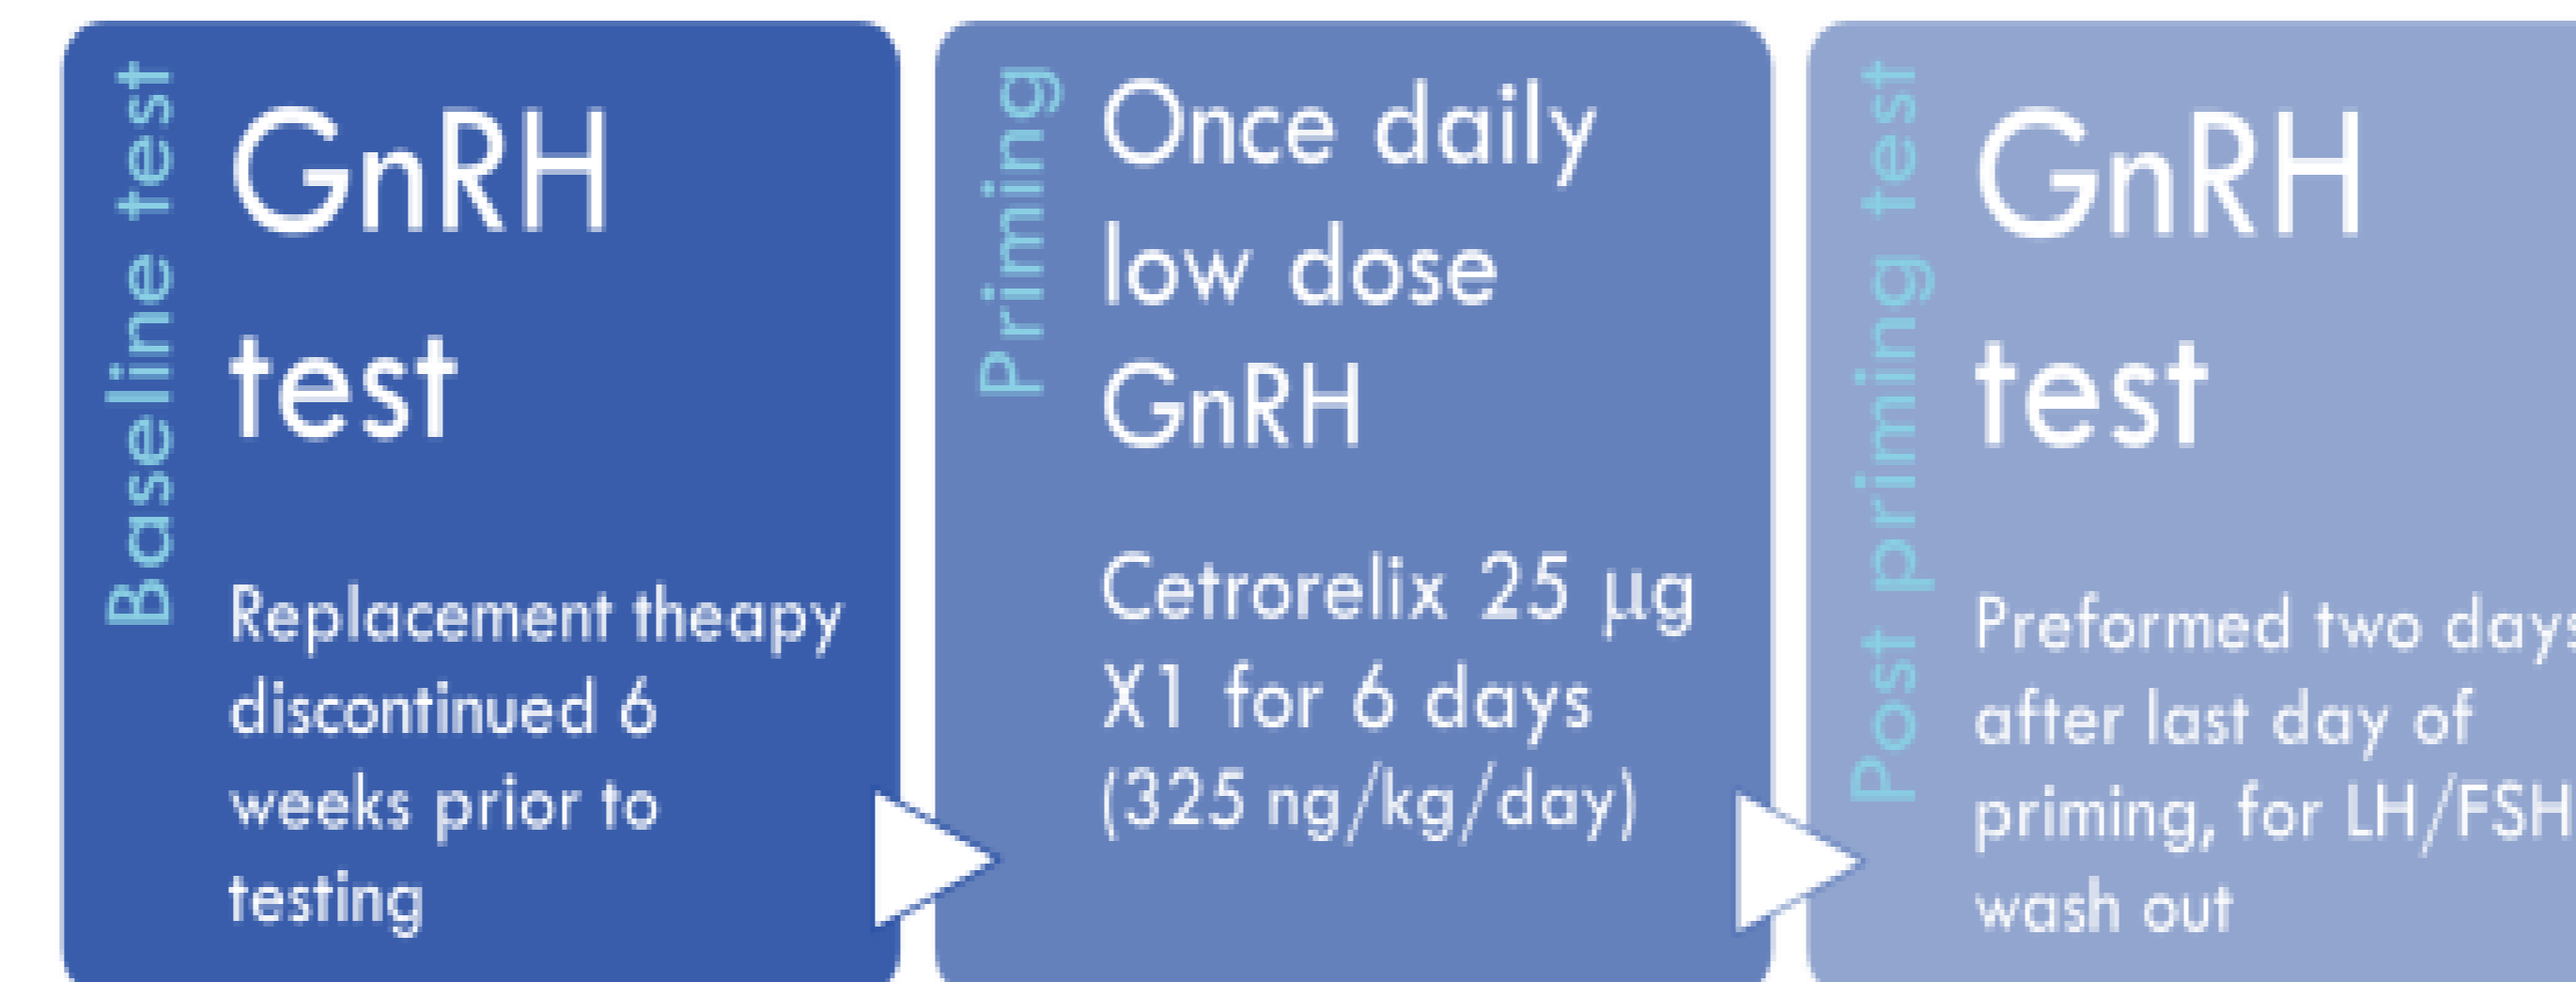 Baseline test
GnRH
test
Replacement theapy
discontinued 6
weeks prior to
testing
Priming
Once daily
low dose
GnRH
Cetrorelix 25 µg
X1 for 6 days
(325 ng/kg/day)
Post priming test
GnRH
test
Preformed two days
after last day of
priming, for LH/FSH
wash out